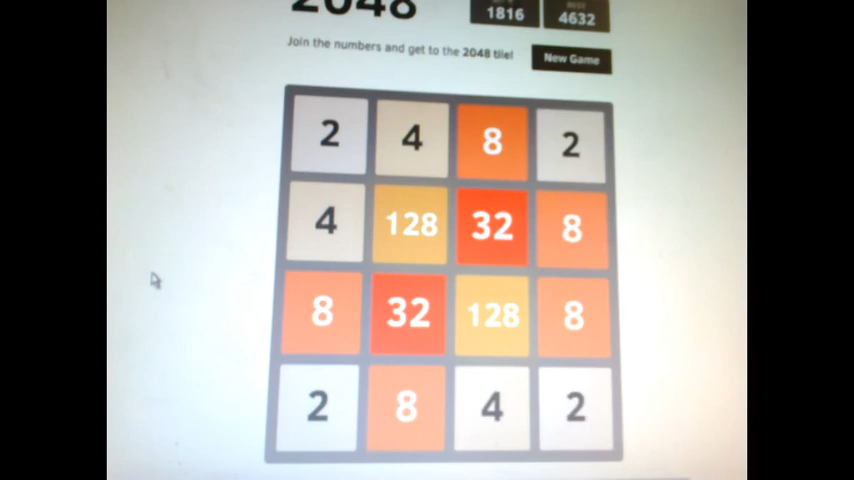 2048
1816
4632
Join the numbers and get to the 2048 tile!
New Game
2 4 8 2
4 128 32 8
8 32 128 8
2 8 4 2